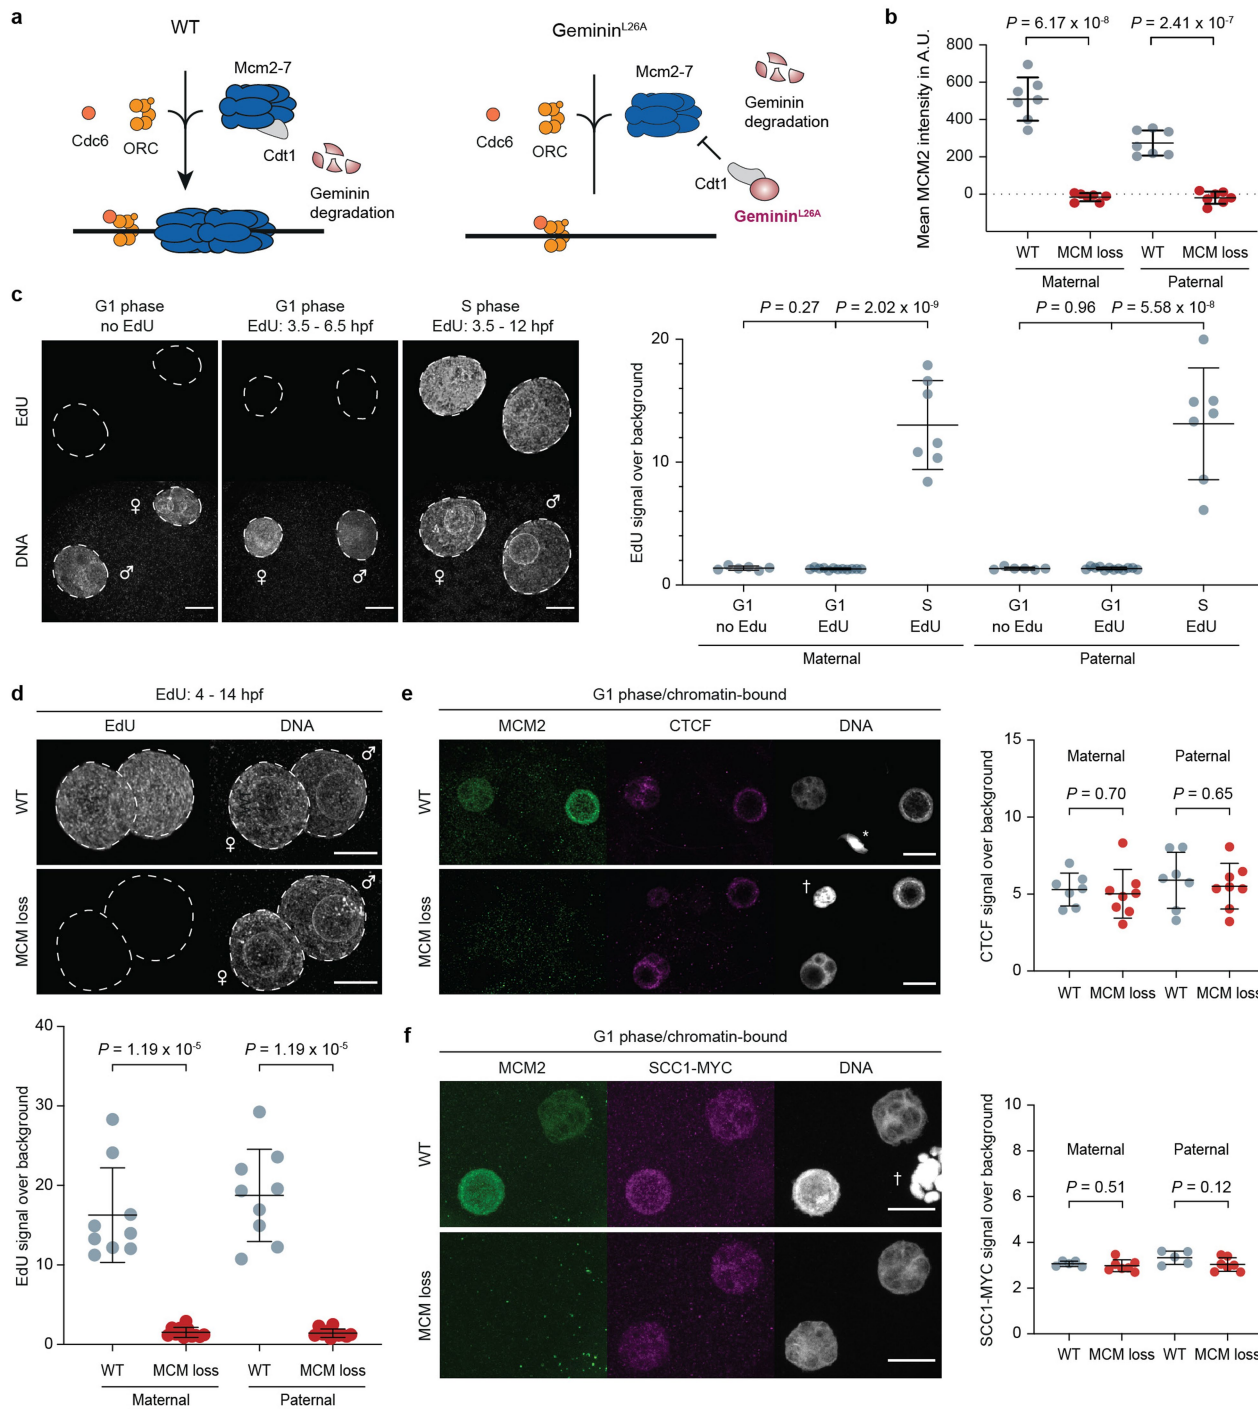 a
WT
Mcm2-7
Cdc6
ORC
Cdt1
Geminin
degradation
Geminin^L26A
Mcm2-7
Geminin
degradation
Cdc6
ORC
Cdt1
Geminin^L26A
b
P = 6.17 x 10^-8
P = 2.41 x 10^-7
Mean MCM2 intensity in A.U.
800
600
400
200
0
WT
MCM loss
WT
MCM loss
Maternal
Paternal
c
G1 phase
no EdU
G1 phase
EdU: 3.5 - 6.5 hpf
S phase
EdU: 3.5 - 12 hpf
EdU
DNA
♀
♂
♀
♂
♀
♂
P = 0.27
P = 2.02 x 10^-9
P = 0.96
P = 5.58 x 10^-8
EdU signal over background
20
10
0
G1
no Edu
G1
EdU
S
EdU
G1
no Edu
G1
EdU
S
EdU
Maternal
Paternal
d
EdU: 4 - 14 hpf
EdU
DNA
WT
♂
♀
MCM loss
♂
♀
P = 1.19 x 10^-5
P = 1.19 x 10^-5
EdU signal over background
40
30
20
10
0
WT
MCM loss
WT
MCM loss
Maternal
Paternal
e
G1 phase/chromatin-bound
MCM2
CTCF
DNA
WT
*
MCM loss
†
CTCF signal over background
15
10
5
0
Maternal
Paternal
P = 0.70
P = 0.65
WT
MCM loss
WT
MCM loss
f
G1 phase/chromatin-bound
MCM2
SCC1-MYC
DNA
WT
†
MCM loss
SCC1-MYC signal over background
10
8
6
4
2
0
Maternal
Paternal
P = 0.51
P = 0.12
WT
MCM loss
WT
MCM loss